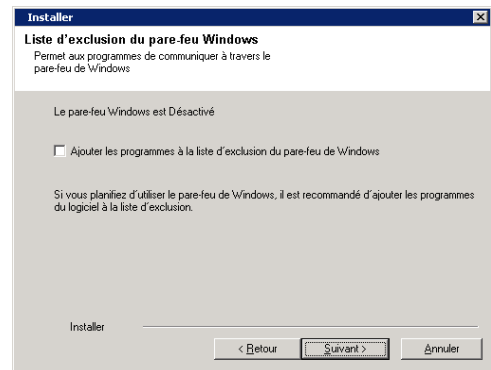 Installer
Liste d'exclusion du pare-feu Windows
Permet aux programmes de communiquer à travers le
pare-feu de Windows
Le pare-feu Windows est Désactivé
Ajouter les programmes à la liste d'exclusion du pare-feu de Windows
Si vous planifiez d'utiliser le pare-feu de Windows, il est recommandé d'ajouter les programmes
du logiciel à la liste d'exclusion.
Installer
< Retour
Suivant >
Annuler